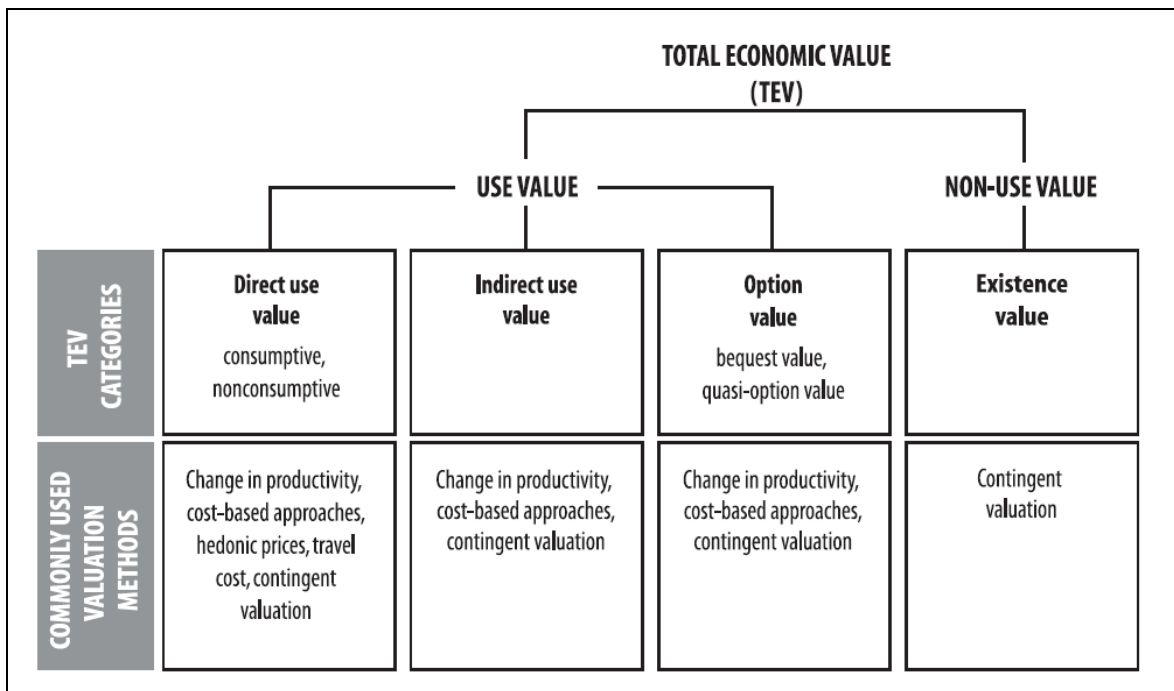 TOTAL ECONOMIC VALUE
(TEV)
USE VALUE
NON-USE VALUE
TEV
CATEGORIES
Direct use
value
consumptive,
nonconsumptive
Indirect use
value
Option
value
bequest value,
quasi-option value
Existence
value
COMMONLY USED
VALUATION
METHODS
Change in productivity,
cost-based approaches,
hedonic prices, travel
cost, contingent
valuation
Change in productivity,
cost-based approaches,
contingent valuation
Change in productivity,
cost-based approaches,
contingent valuation
Contingent
valuation